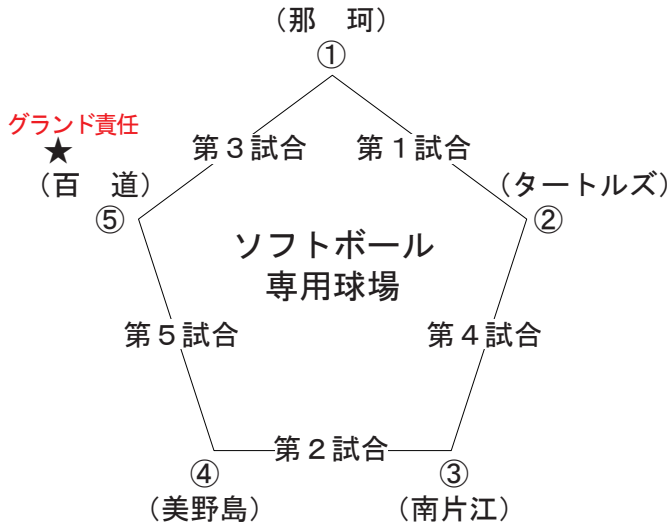 （那　珂）
①
グランド責任
★
第３試合
第１試合
（百　道）
（タートルズ）
⑤
②
ソフトボール
専用球場
第５試合
第４試合
第２試合
④
③
（美野島）
（南片江）